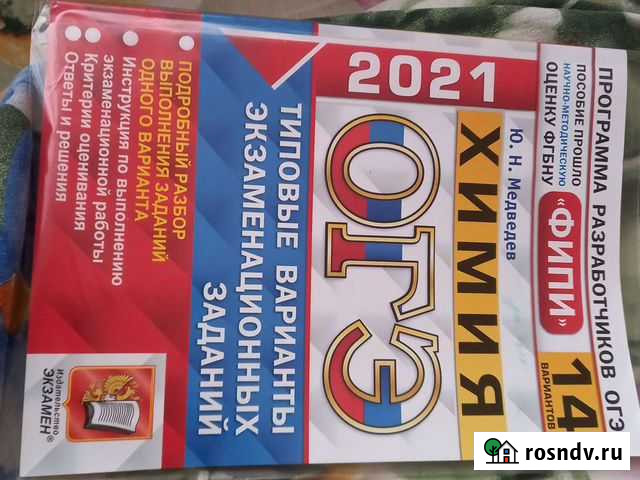 ПРОГРАММА РАЗРАБОТЧИКОВ ОГЭ
ПОСОБИЕ ПРОШЛО
НАУЧНО-МЕТОДИЧЕСКУЮ
ОЦЕНКУ ФГБНУ
«ФИПИ»
14
ВАРИАНТОВ
ХИМИЯ
Ю. Н. Медведев
2021
ОГЭ
ТИПОВЫЕ ВАРИАНТЫ
ЭКЗАМЕНАЦИОННЫХ
ЗАДАНИЙ
ПОДРОБНЫЙ РАЗБОР
ВЫПОЛНЕНИЯ ЗАДАНИЙ
ОДНОГО ВАРИАНТА
Инструкция по выполнению
экзаменационной работы
Критерии оценивания
Ответы и решения
Издательство
ЭКЗАМЕН®
rosndv.ru